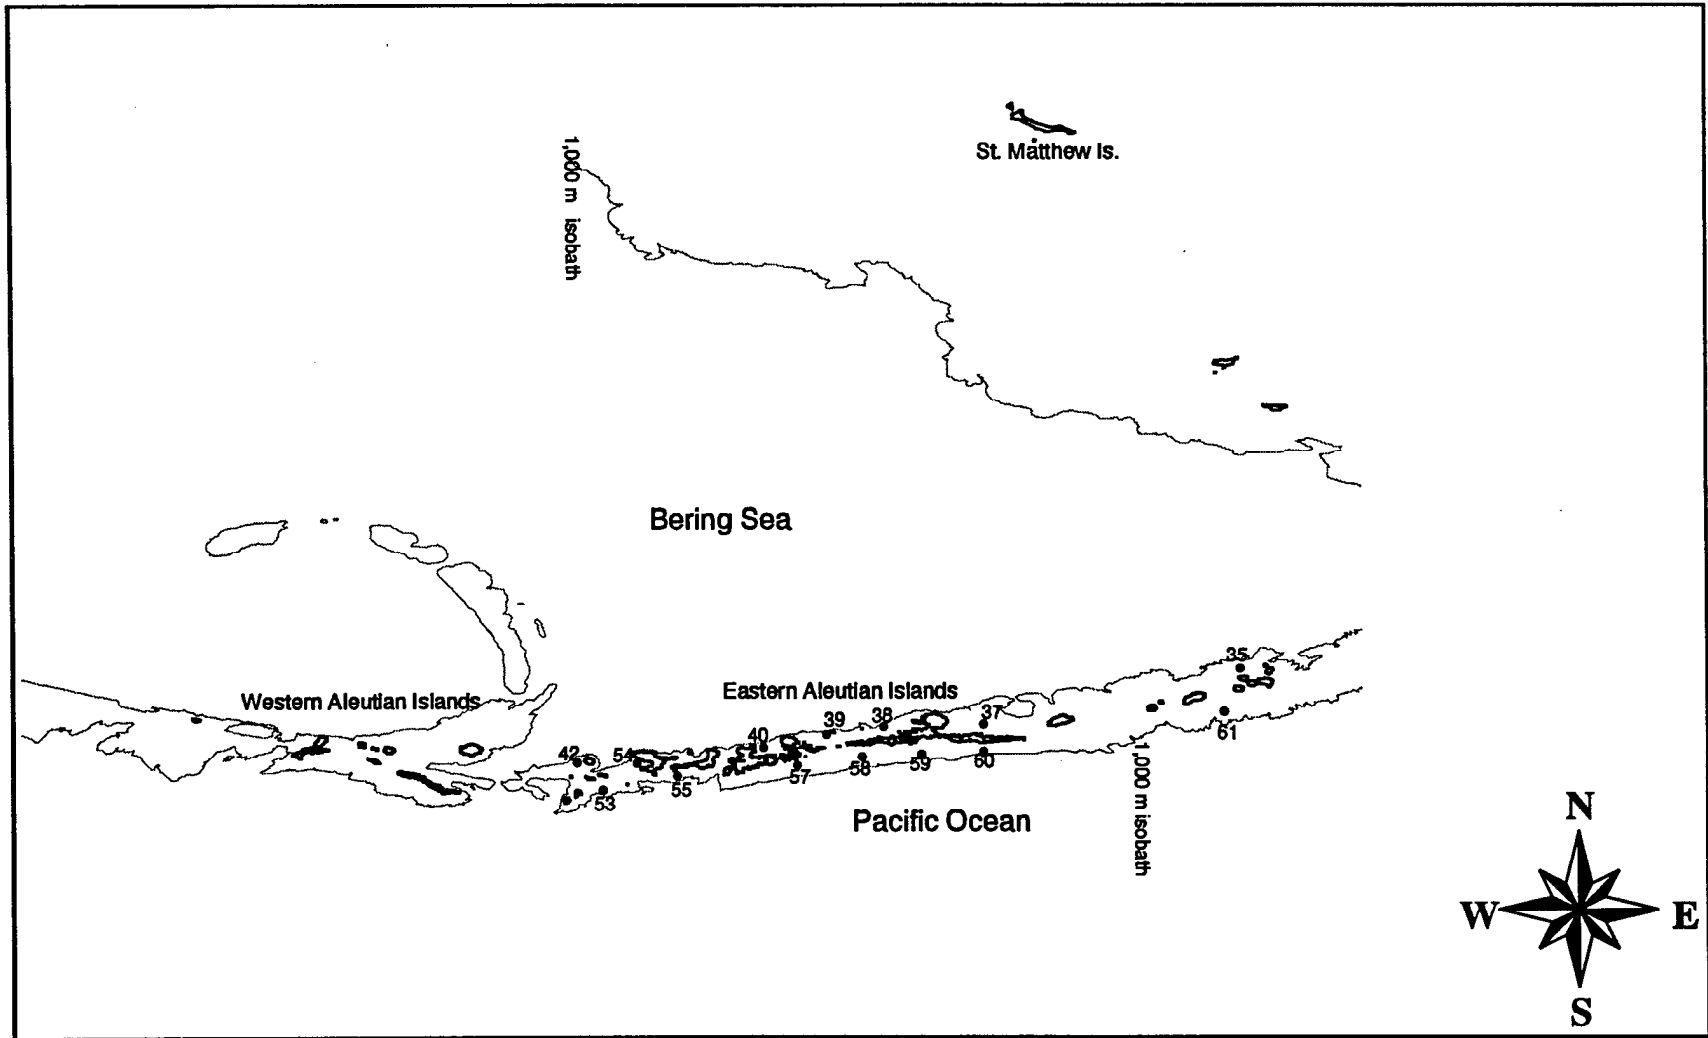 1,000 m isobath
St. Matthew Is.
Bering Sea
35
Western Aleutian Islands
Eastern Aleutian Islands
39
38
37
40
61
42
54
57
58
59
60
55
53
1,000 m isobath
Pacific Ocean
N
W
E
S